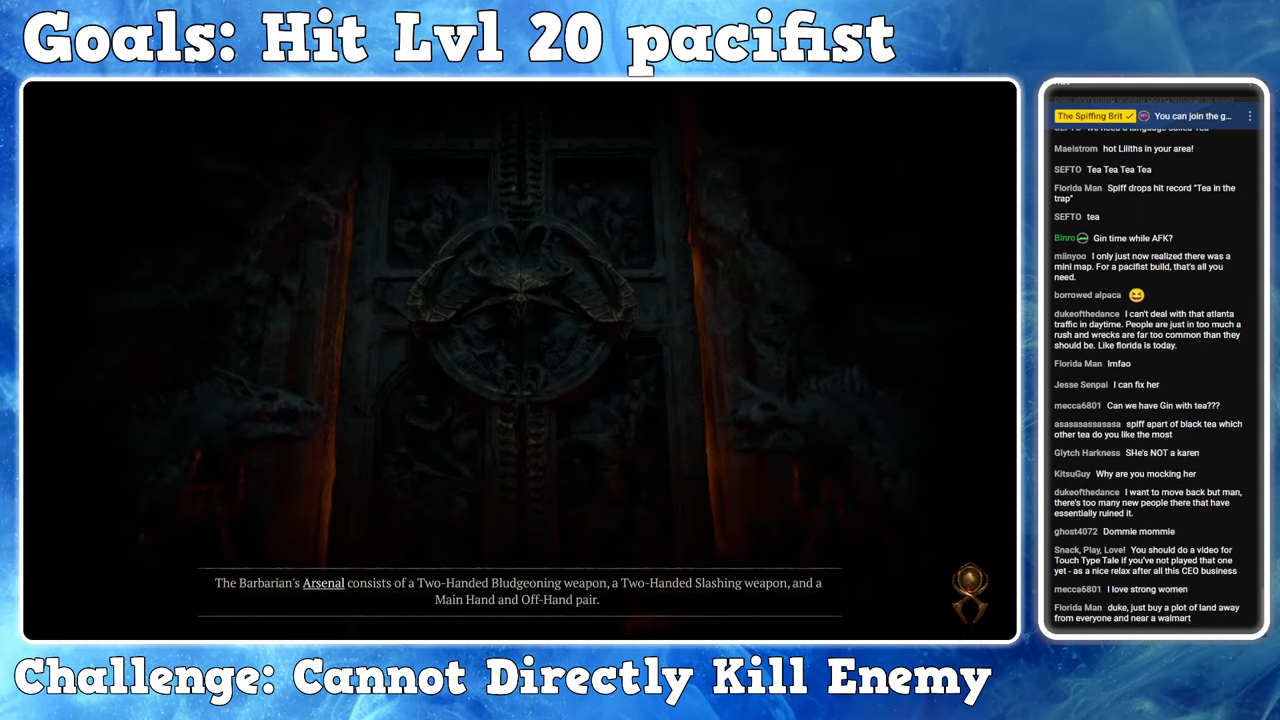 Goals: Hit Lvl 20 pacifist
The Barbarian's Arsenal consists of a Two-Handed Bludgeoning weapon, a Two-Handed Slashing weapon, and a
Main Hand and Off-Hand pair.
Challenge: Cannot Directly Kill Enemy
The Spiffing Brit You can join the g...
SEFTO we need a language called Tea
Maelstrom hot Liliths in your area!
SEFTO Tea Tea Tea Tea
Florida Man Spiff drops hit record "Tea in the
trap"
SEFTO tea
Binro Gin time while AFK?
miinyoo I only just now realized there was a
mini map. For a pacifist build, that's all you
need.
borrowed alpaca 😆
dukeofthedance I can't deal with that atlanta
traffic in daytime. People are just in too much a
rush and wrecks are far too common than they
should be. Like florida is today.
Florida Man lmfao
Jesse Senpai I can fix her
mecca6801 Can we have Gin with tea???
asasasassasasa spiff apart of black tea which
other tea do you like the most
Glytch Harkness SHe's NOT a karen
KitsuGuy Why are you mocking her
dukeofthedance I want to move back but man,
there's too many new people there that have
essentially ruined it.
ghost4072 Dommie mommie
Snack, Play, Love! You should do a video for
Touch Type Tale if you've not played that one
yet - as a nice relax after all this CEO business
mecca6801 I love strong women
Florida Man duke, just buy a plot of land away
from everyone and near a walmart